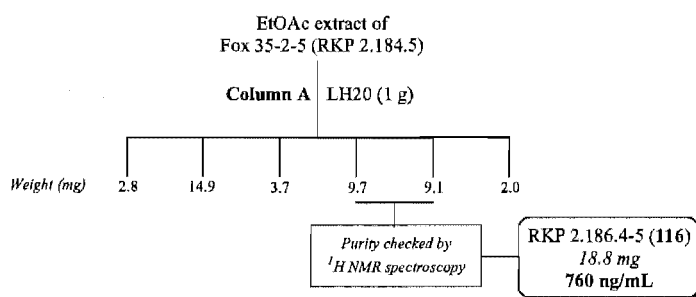 EtOAc extract of
Fox 35-2-5 (RKP 2.184.5)
Column A LH20 (1 g)
Weight (mg) 2.8 14.9 3.7 9.7 9.1 2.0
Purity checked by
¹H NMR spectroscopy
RKP 2.186.4-5 (116)
18.8 mg
760 ng/mL